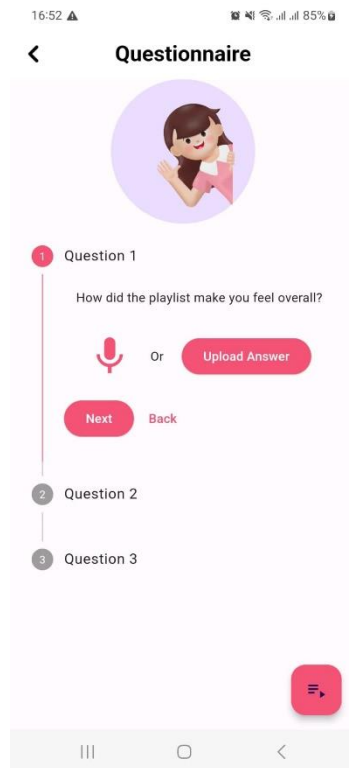 16:52
85%
Questionnaire
1 Question 1
How did the playlist make you feel overall?
Or Upload Answer
Next Back
2 Question 2
3 Question 3